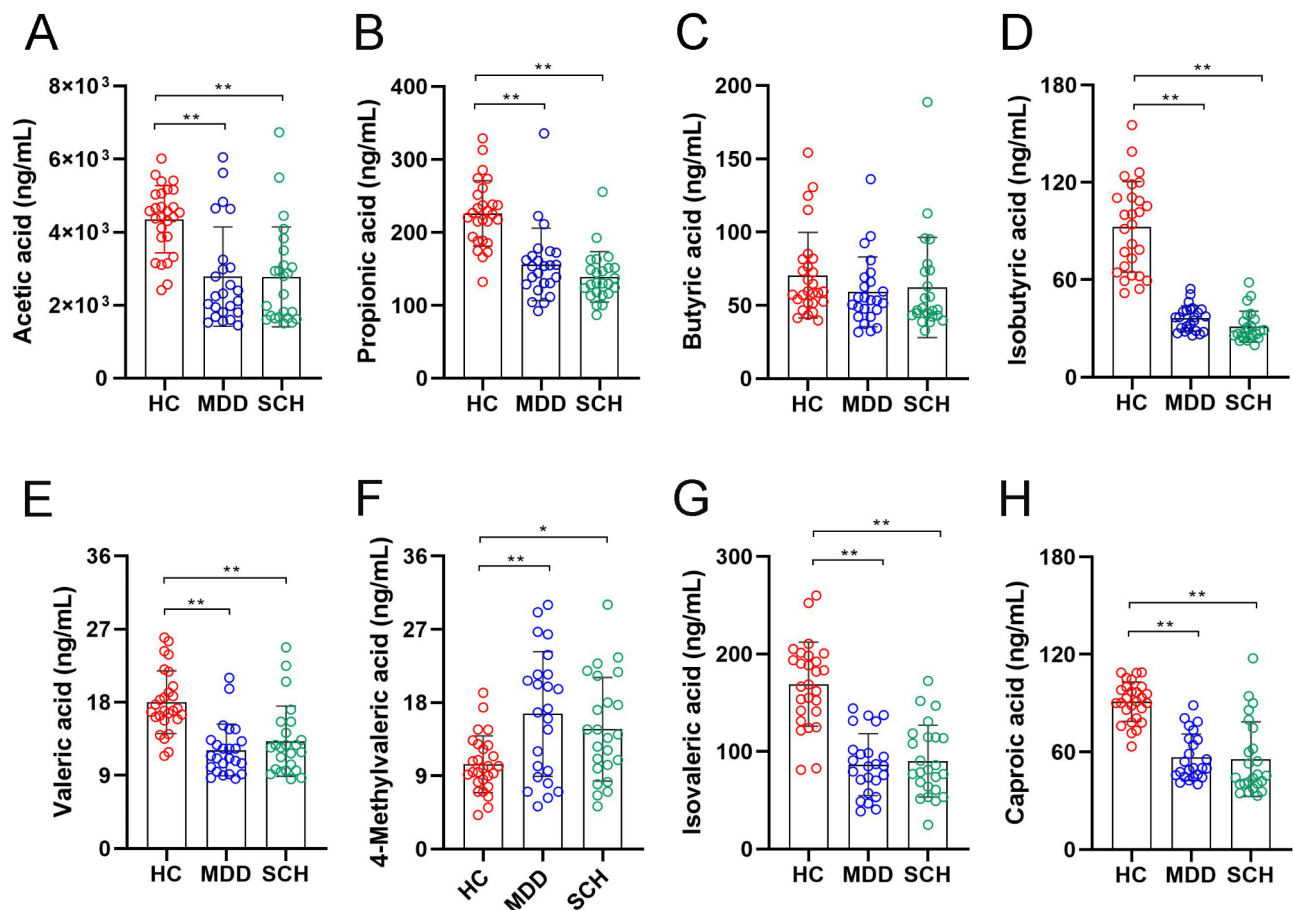 A
B
C
D
Acetic acid (ng/mL)
8×10³
6×10³
4×10³
2×10³
0
**
**
HC MDD SCH
Propionic acid (ng/mL)
400
300
200
100
0
**
**
HC MDD SCH
Butyric acid (ng/mL)
200
150
100
50
0
HC MDD SCH
Isobutyric acid (ng/mL)
180
120
60
0
**
**
HC MDD SCH
E
F
G
H
Valeric acid (ng/mL)
36
27
18
9
0
**
**
HC MDD SCH
4-Methylvaleric acid (ng/mL)
36
27
18
9
0
*
**
HC MDD SCH
Isovaleric acid (ng/mL)
300
200
100
0
**
**
HC MDD SCH
Caproic acid (ng/mL)
180
120
60
0
**
**
HC MDD SCH